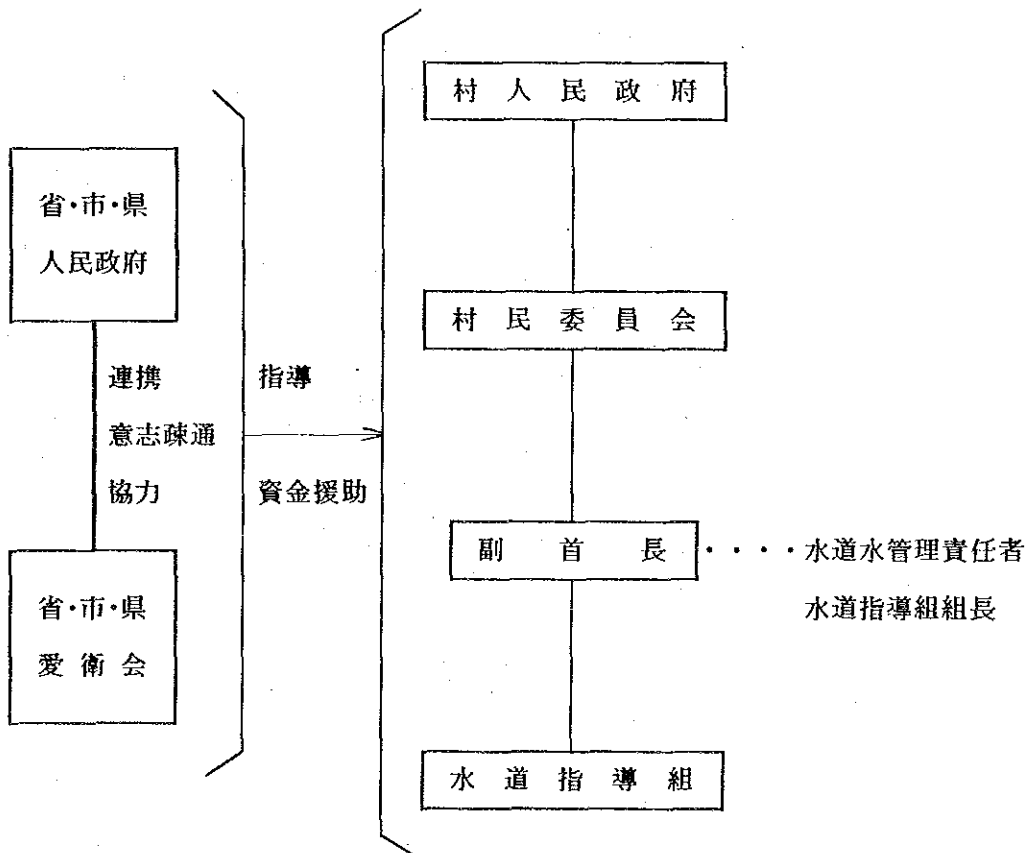 省・市・県
人民政府
連携
意志疎通
協力
省・市・県
愛衛会
指導
資金援助
村人民政府
村民委員会
副首長・・・・水道水管理責任者
水道指導組組長
水道指導組